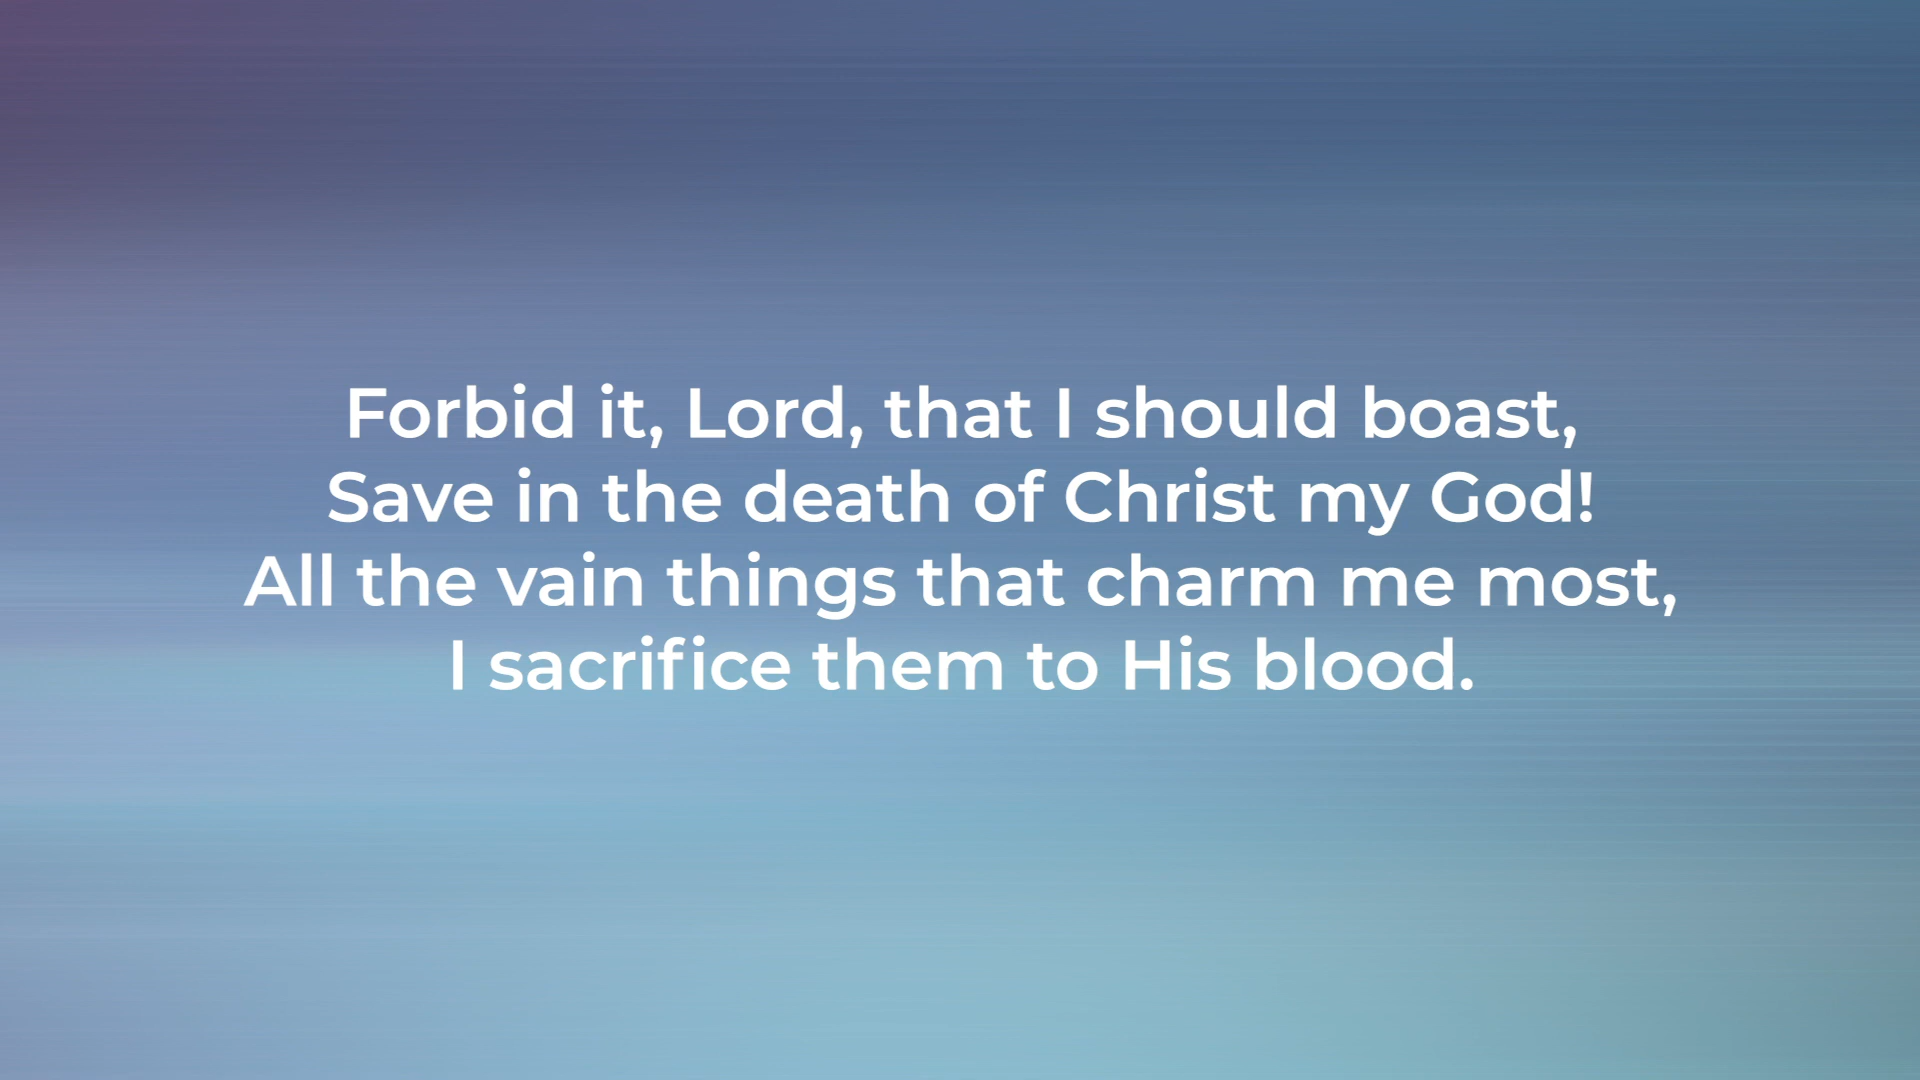 Forbid it, Lord, that I should boast,
Save in the death of Christ my God!
All the vain things that charm me most,
I sacrifice them to His blood.